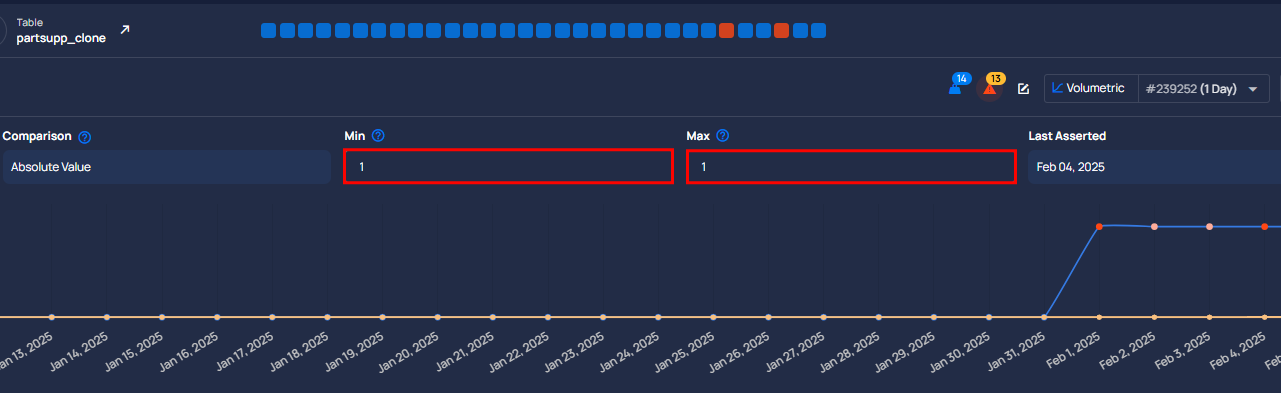 Table
partsupp_clone
14
13
Volumetric
#239252 (1 Day)
Comparison
Min
Max
Last Asserted
Absolute Value
1
1
Feb 04, 2025
an 13, 2025
Jan 14, 2025
Jan 15, 2025
Jan 16, 2025
Jan 17, 2025
Jan 18, 2025
Jan 19, 2025
Jan 20, 2025
Jan 21, 2025
Jan 22, 2025
Jan 23, 2025
Jan 24, 2025
Jan 25, 2025
Jan 26, 2025
Jan 27, 2025
Jan 28, 2025
Jan 29, 2025
Jan 30, 2025
Jan 31, 2025
Feb 1, 2025
Feb 2, 2025
Feb 3, 2025
Feb 4, 2025
Fe